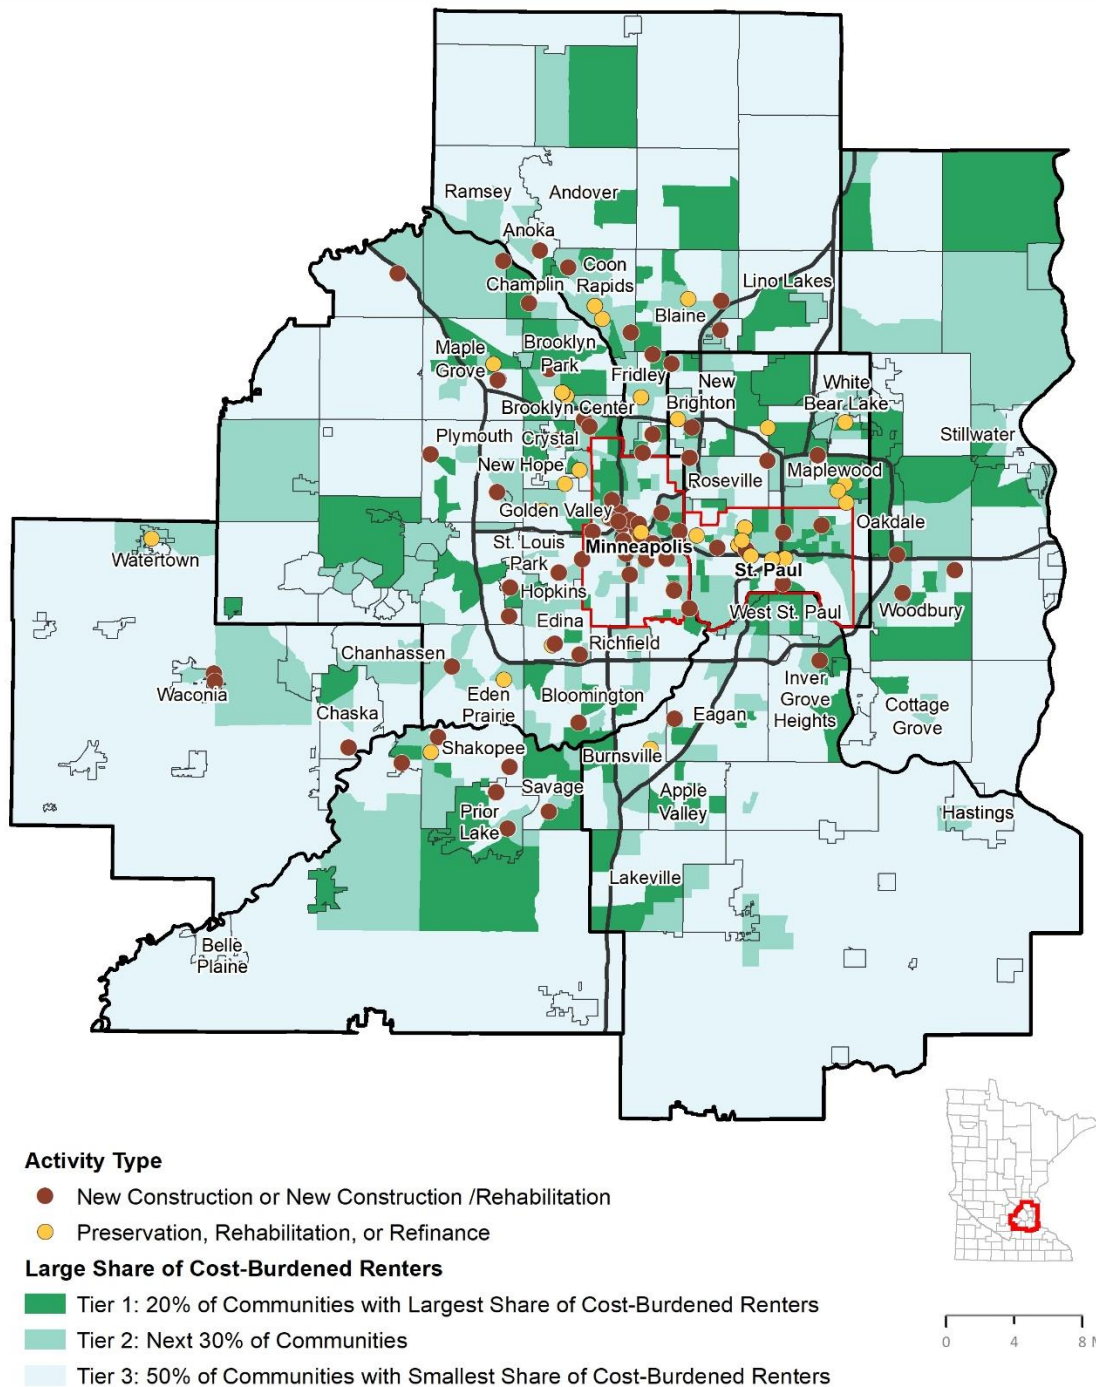 Ramsey
Andover
Anoka
Coon
Rapids
Champlin
Lino Lakes
Blaine
Brooklyn
Park
Maple
Grove
Fridley
New
Brighton
White
Bear Lake
Brooklyn Center
Plymouth
Crystal
Stillwater
New Hope
Maplewood
Roseville
Golden Valley
Oakdale
St. Louis
Park
Minneapolis
Watertown
St. Paul
Hopkins
Woodbury
West St. Paul
Edina
Richfield
Chanhassen
Waconia
Eden
Prairie
Bloomington
Inver
Grove
Heights
Chaska
Eagan
Cottage
Grove
Shakopee
Burnsville
Savage
Apple
Valley
Prior
Lake
Hastings
Lakeville
Belle
Plaine
Activity Type
New Construction or New Construction /Rehabilitation
Preservation, Rehabilitation, or Refinance
Large Share of Cost-Burdened Renters
Tier 1: 20% of Communities with Largest Share of Cost-Burdened Renters
Tier 2: Next 30% of Communities
Tier 3: 50% of Communities with Smallest Share of Cost-Burdened Renters
0 4 8 M